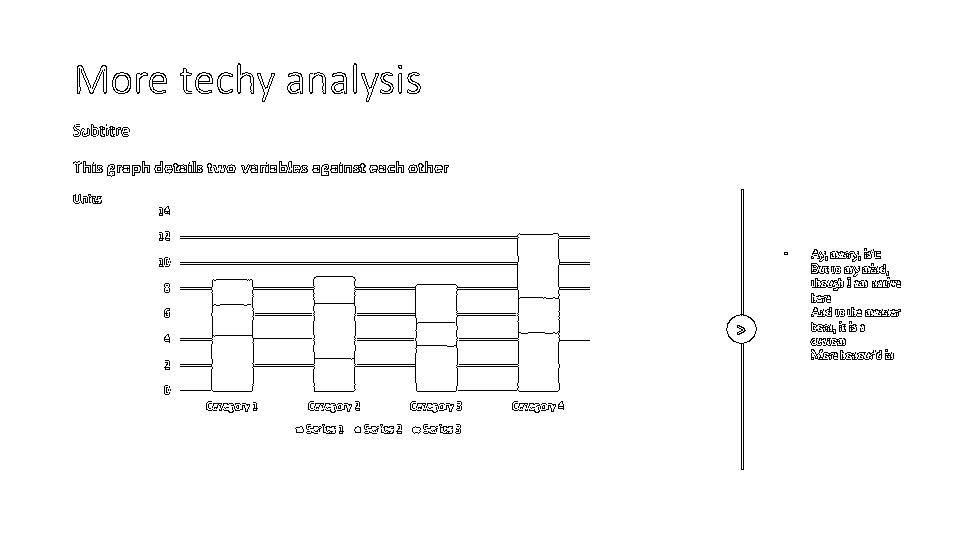 More techy analysis
Subtitre
This graph details two variables against each other
Units
14
12
10
8
6
4
2
0
Category 1 Category 2 Category 3 Category 4
Series 1 Series 2 Series 3
>
Ay, marry, is't:
But to my mind,
though I am native
here
And to the manner
born, it is a
custom
More honour'd in